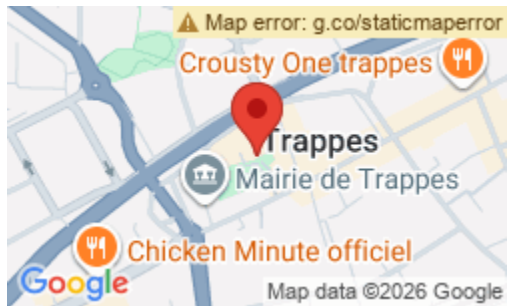 Map error: g.co/staticmaperror
Crousty One trappes
Trappes
Mairie de Trappes
Chicken Minute officiel
Google
Map data ©2026 Google